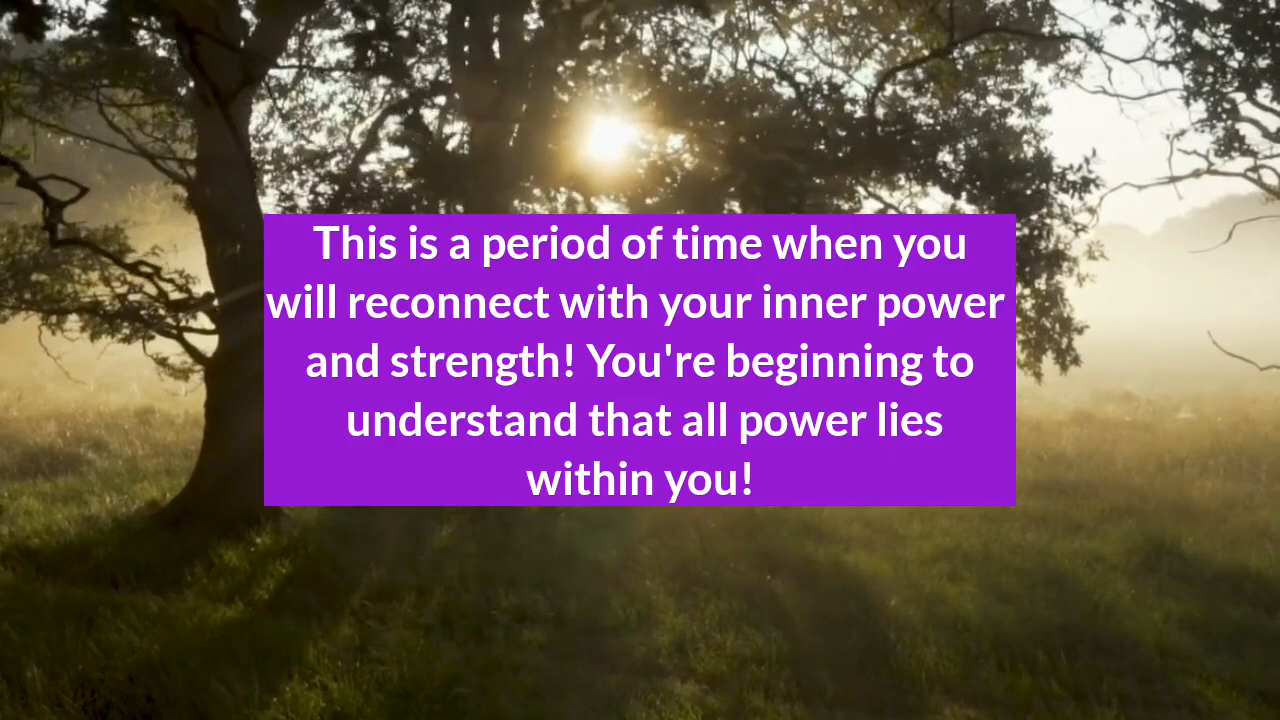 This is a period of time when you
will reconnect with your inner power
and strength! You're beginning to
understand that all power lies
within you!